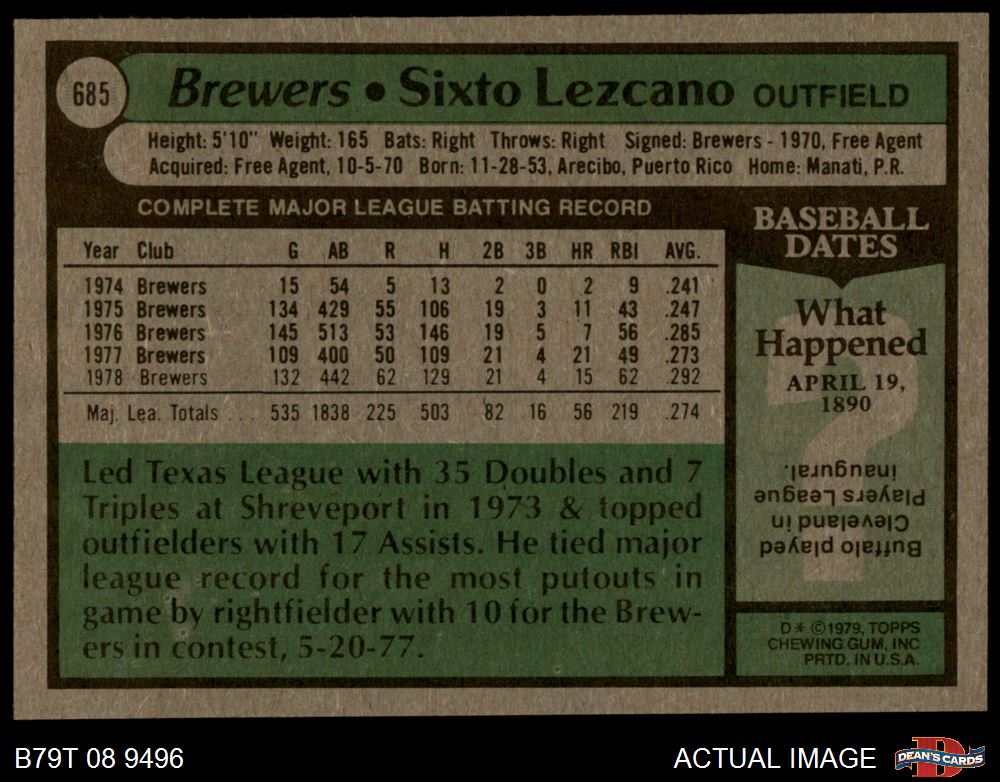 685
Brewers • Sixto Lezcano OUTFIELD
Height: 5'10" Weight: 165 Bats: Right Throws: Right Signed: Brewers - 1970, Free Agent
Acquired: Free Agent, 10-5-70 Born: 11-28-53, Arecibo, Puerto Rico Home: Manati, P.R.
COMPLETE MAJOR LEAGUE BATTING RECORD
Year Club G AB R H 2B 3B HR RBI AVG.
1974 Brewers 15 54 5 13 2 0 2 9 .241
1975 Brewers 134 429 55 106 19 3 11 43 .247
1976 Brewers 145 513 53 146 19 5 7 56 .285
1977 Brewers 109 400 50 109 21 4 21 49 .273
1978 Brewers 132 442 62 129 21 4 15 62 .292
Maj. Lea. Totals ... 535 1838 225 503 82 16 56 219 .274
Led Texas League with 35 Doubles and 7
Triples at Shreveport in 1973 & topped
outfielders with 17 Assists. He tied major
league record for the most putouts in
game by rightfielder with 10 for the Brew-
ers in contest, 5-20-77.
BASEBALL
DATES
What
Happened
APRIL 19,
1890
?
Buffalo played
Cleveland in
Players League
inaugural.
D* ©1979, TOPPS
CHEWING GUM, INC
PRTD. IN U.S.A.
B79T 08 9496
ACTUAL IMAGE
D
DEAN'S CARDS